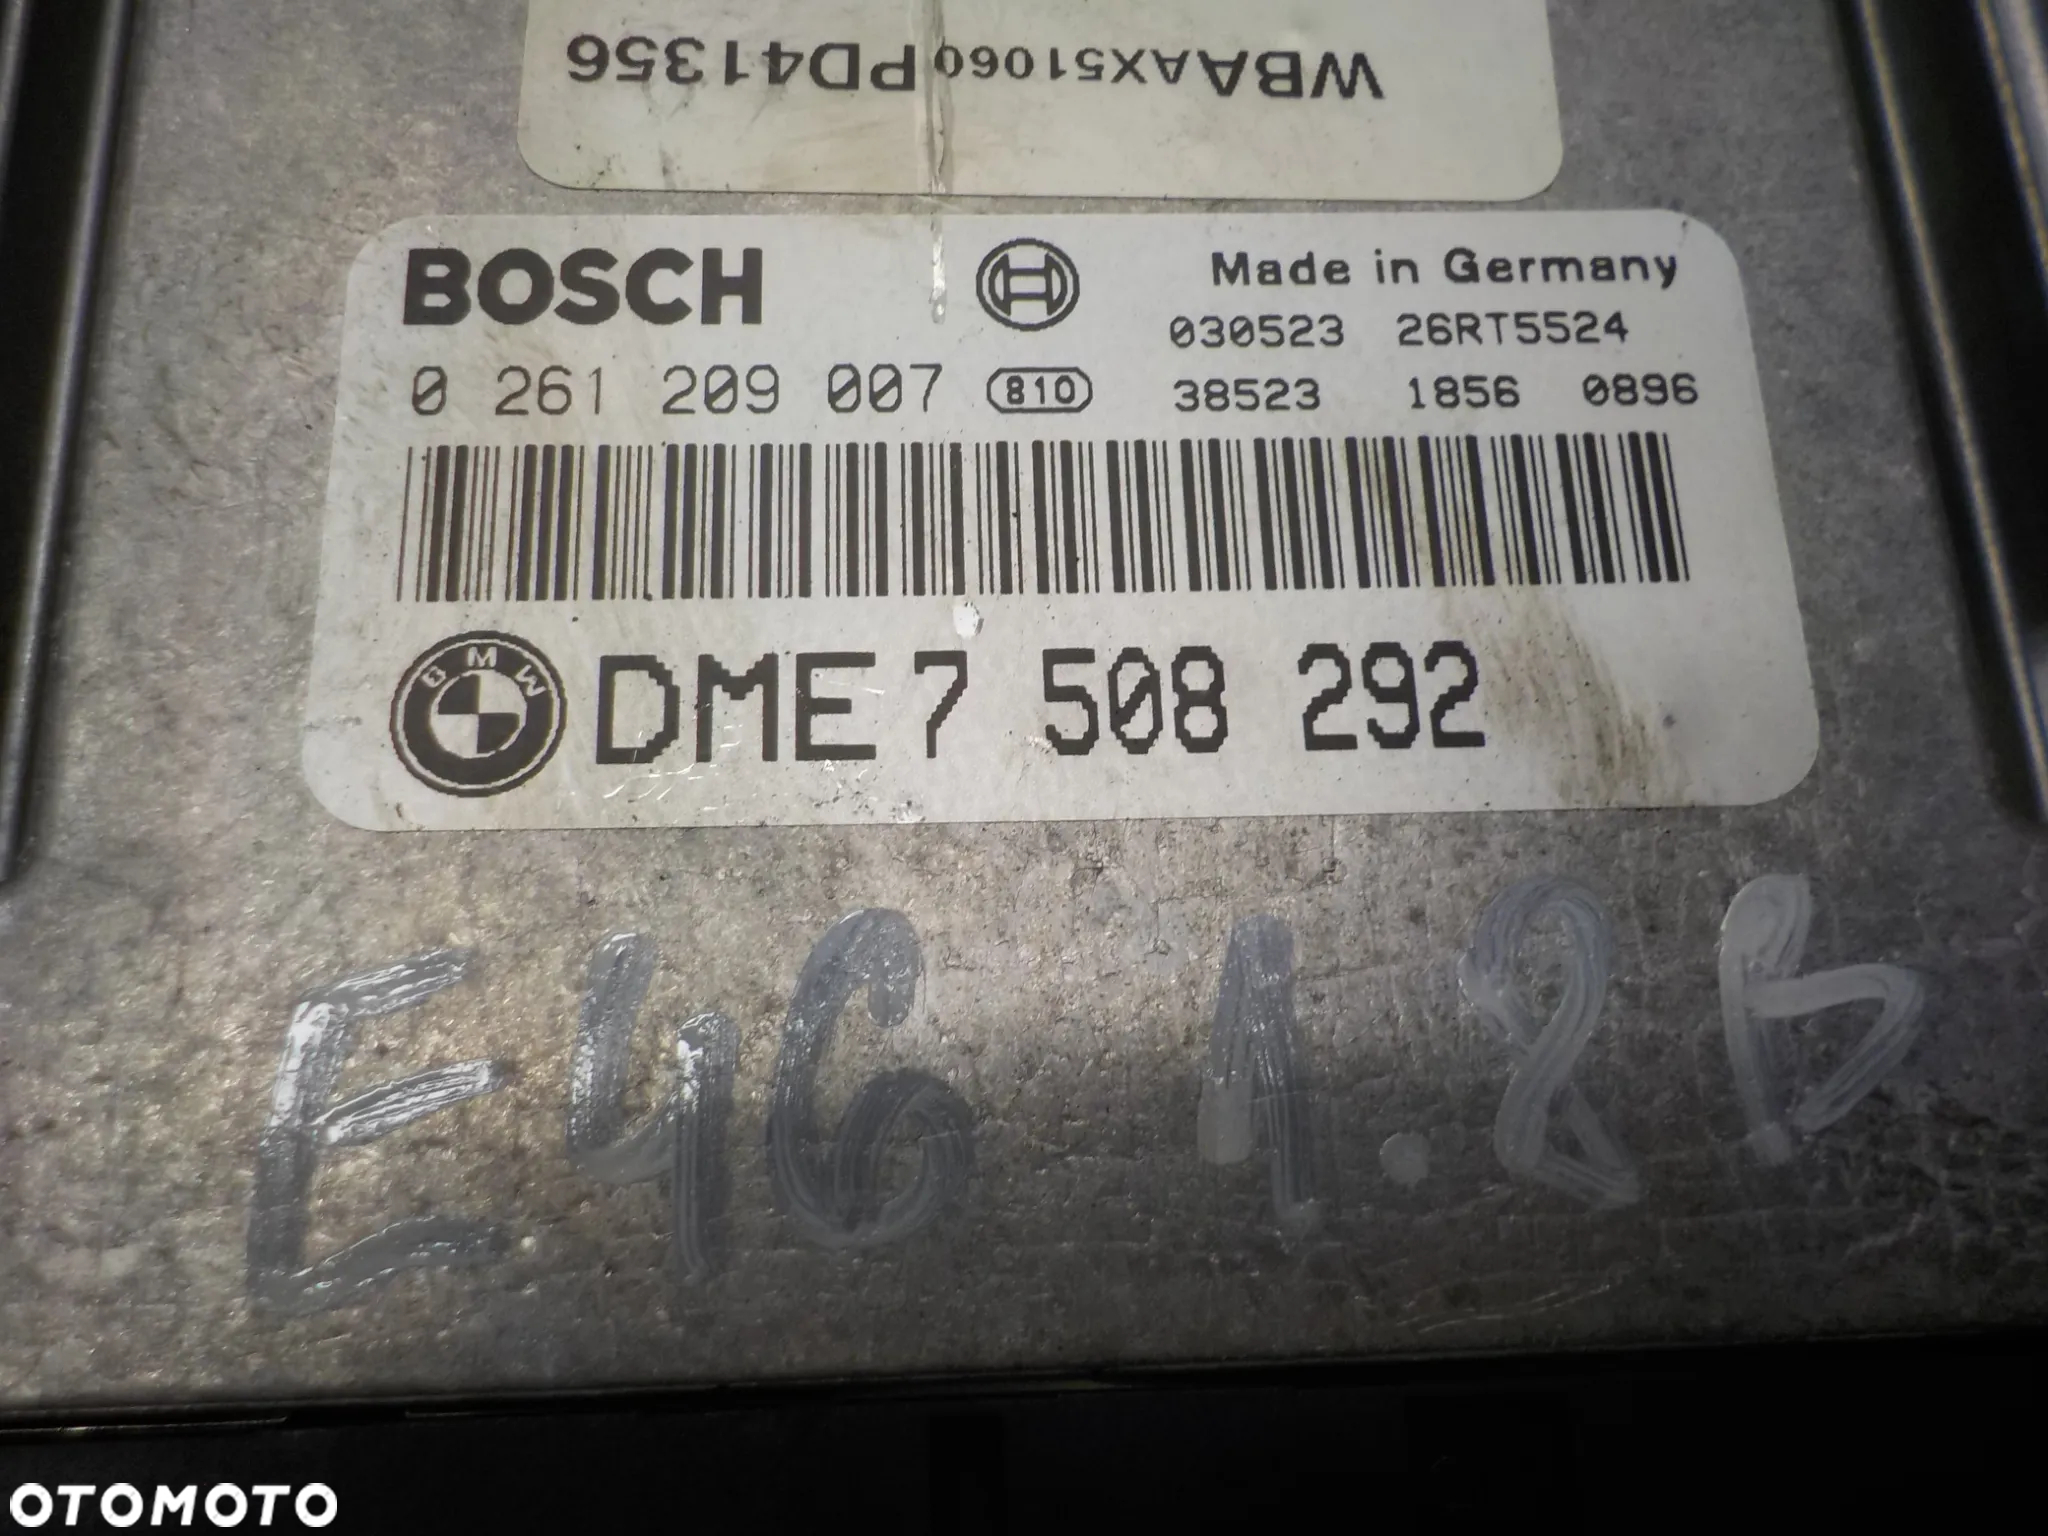 WBAAX51060PD41356
BOSCH
Made in Germany
030523 26RT5524
0 261 209 007 810 38523 1856 0896
BMW
DME 7 508 292
E46 1.8B
OTOMOTO